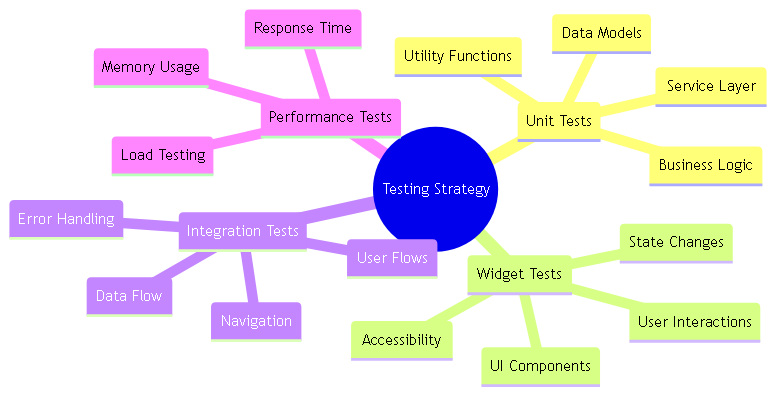 Response Time
Data Models
Utility Functions
Memory Usage
Service Layer
Performance Tests
Unit Tests
Load Testing
Business Logic
Testing Strategy
Error Handling
Integration Tests
State Changes
User Flows
Widget Tests
Data Flow
Navigation
User Interactions
Accessibility
UI Components